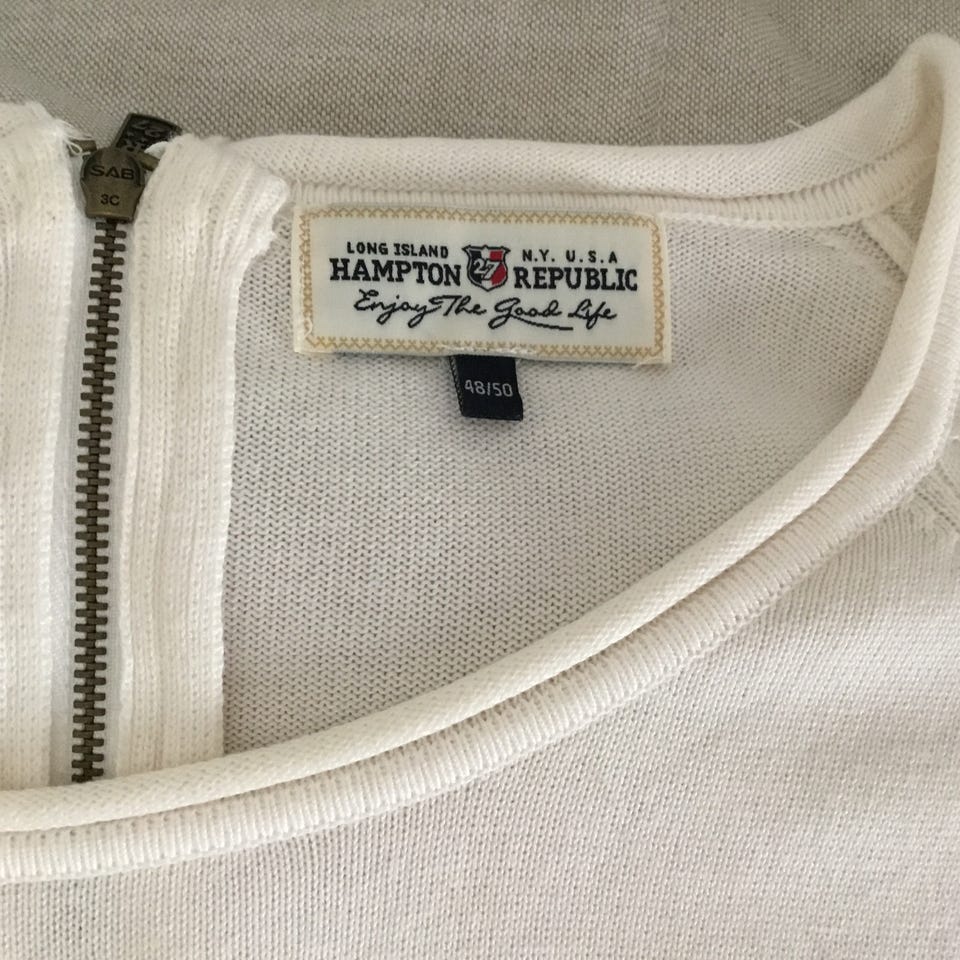 SAB
3C
LONG ISLAND 27 N.Y. U.S.A
HAMPTON REPUBLIC
Enjoy The Good Life
48/50